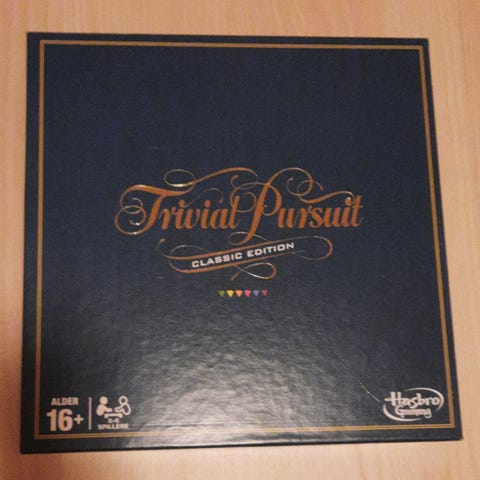 Trivial Pursuit
CLASSIC EDITION
ALDER
16+
SPILLERE
Hasbro
Gaming